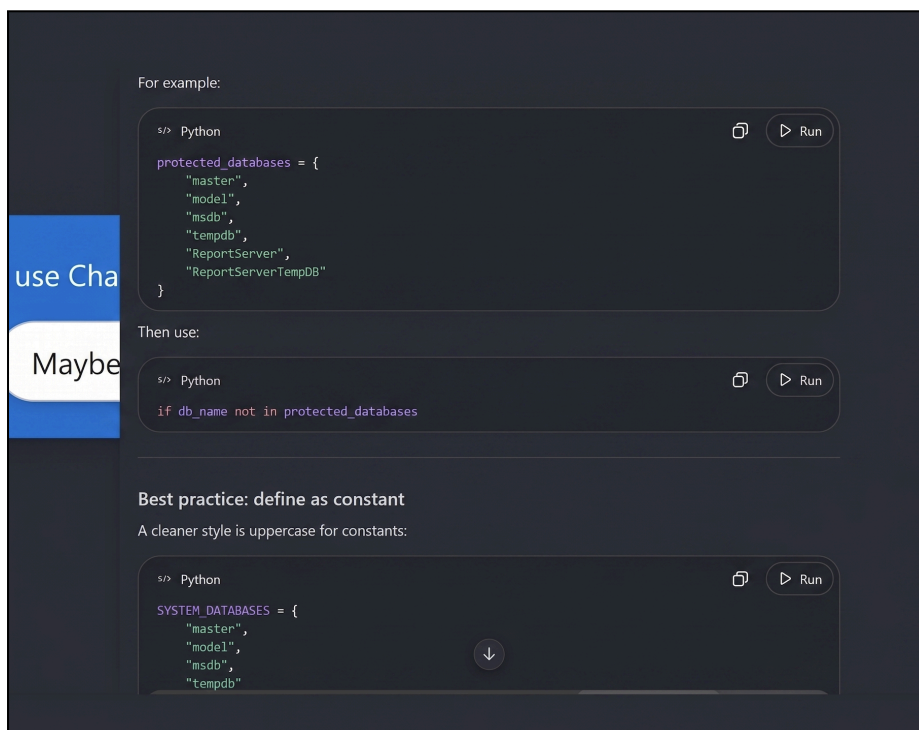 For example:
Python
Run
protected_databases = {
    "master",
    "model",
    "msdb",
    "tempdb",
    "ReportServer",
    "ReportServerTempDB"
}
use Cha
Then use:
Maybe
Python
Run
if db_name not in protected_databases
Best practice: define as constant
A cleaner style is uppercase for constants:
Python
Run
SYSTEM_DATABASES = {
    "master",
    "model",
    "msdb",
    "tempdb"